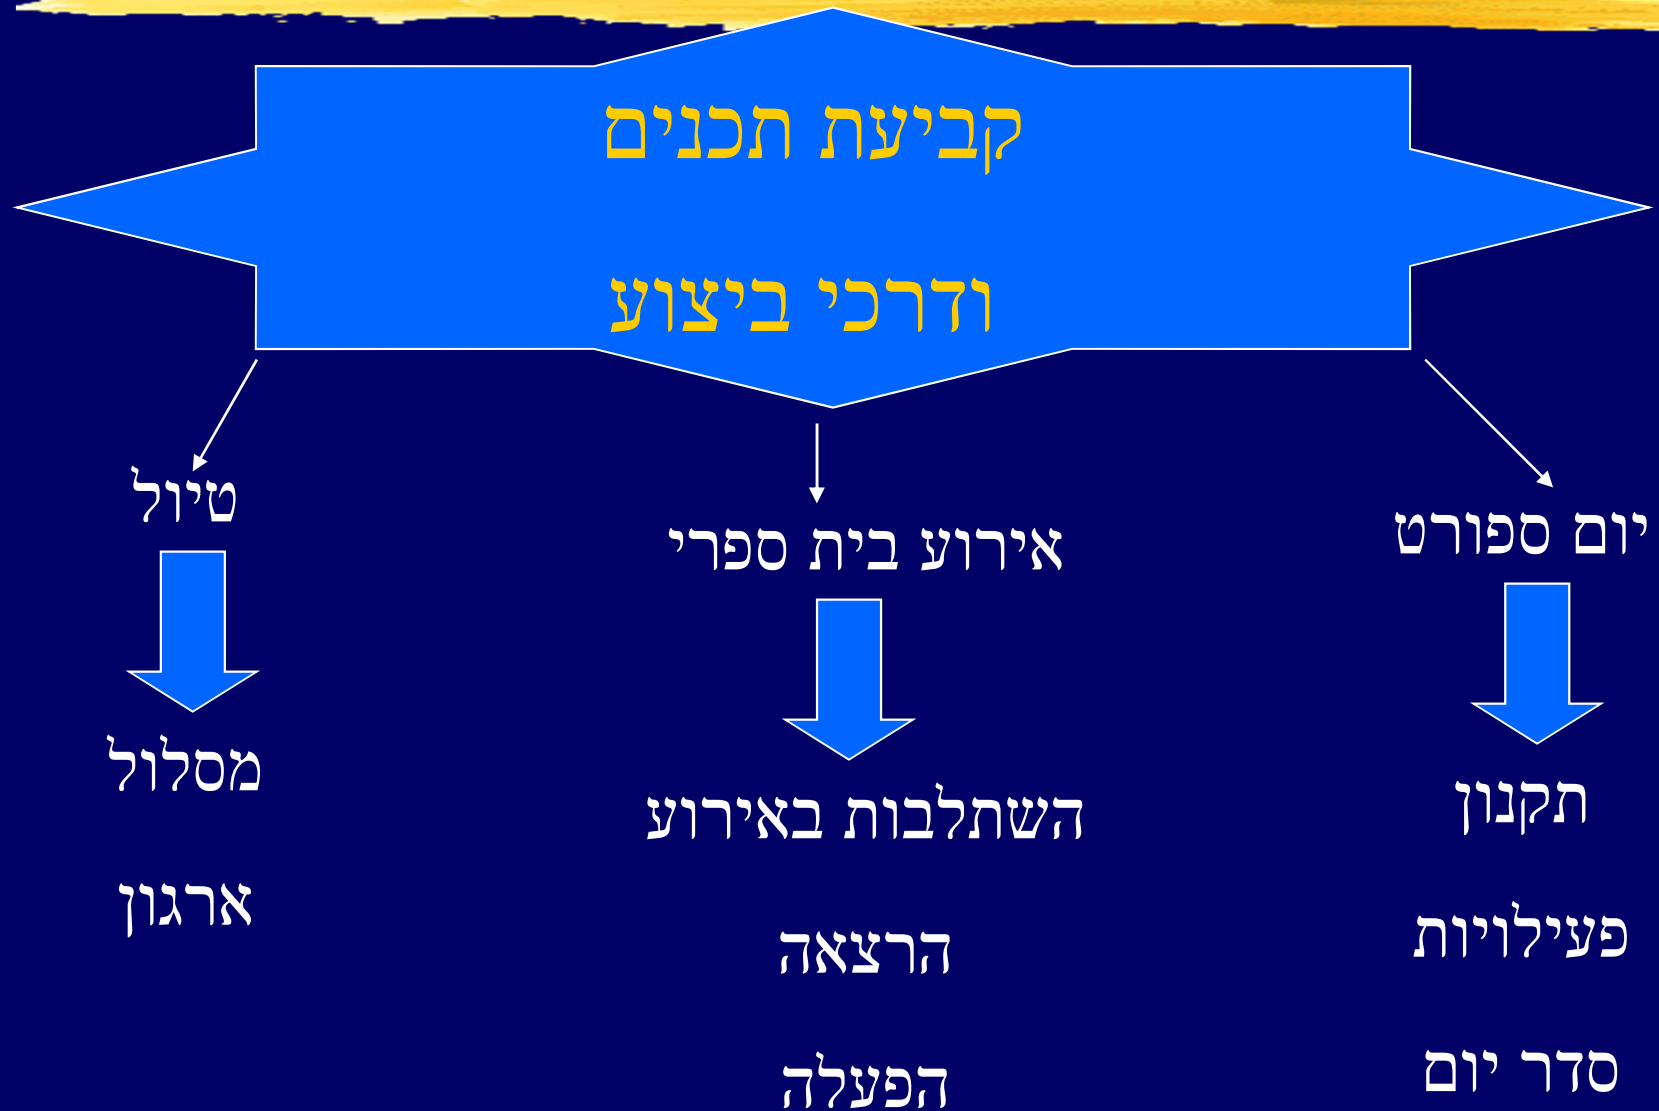 קביעת תכנים
ודרכי ביצוע
יום ספורט
תקנון
פעילויות
סדר יום
אירוע בית ספרי
השתלבות באירוע
הרצאה
הפעלה
טיול
מסלול
ארגון